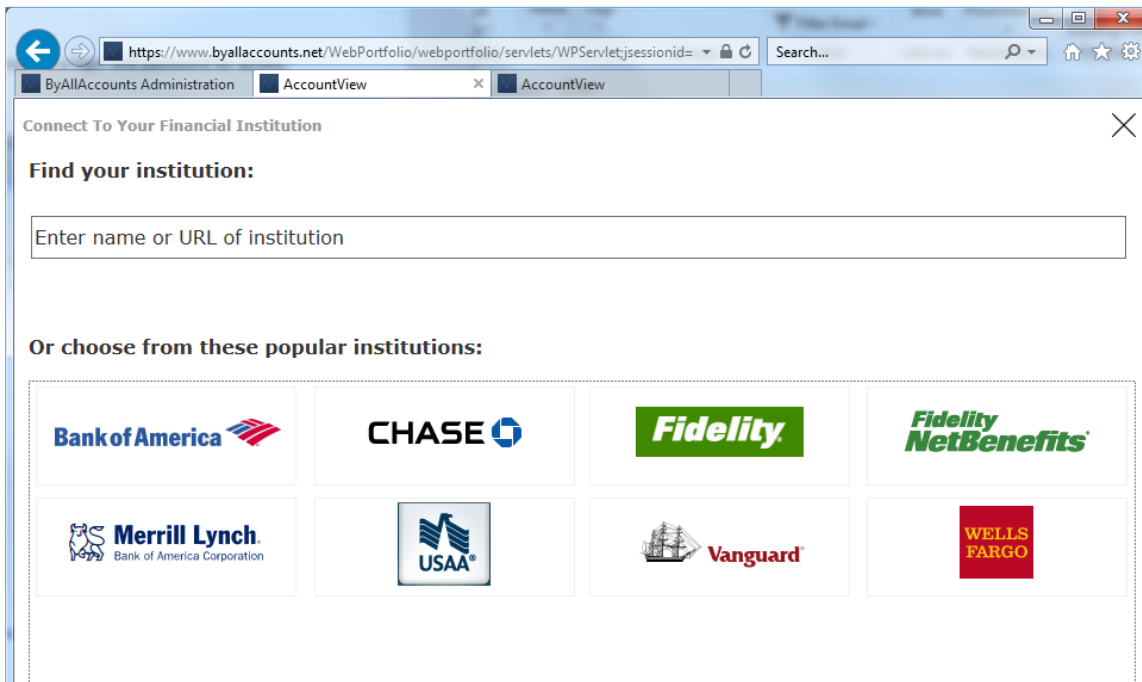 https://www.byallaccounts.net/WebPortfolio/webportfolio/servlets/WPServlet;jsessionid=
Search...
ByAllAccounts Administration
AccountView
AccountView
Connect To Your Financial Institution
Find your institution:
Enter name or URL of institution
Or choose from these popular institutions:
Bank of America
CHASE
Fidelity
Fidelity
NetBenefits®
Merrill Lynch®
Bank of America Corporation
USAA®
Vanguard®
WELLS
FARGO